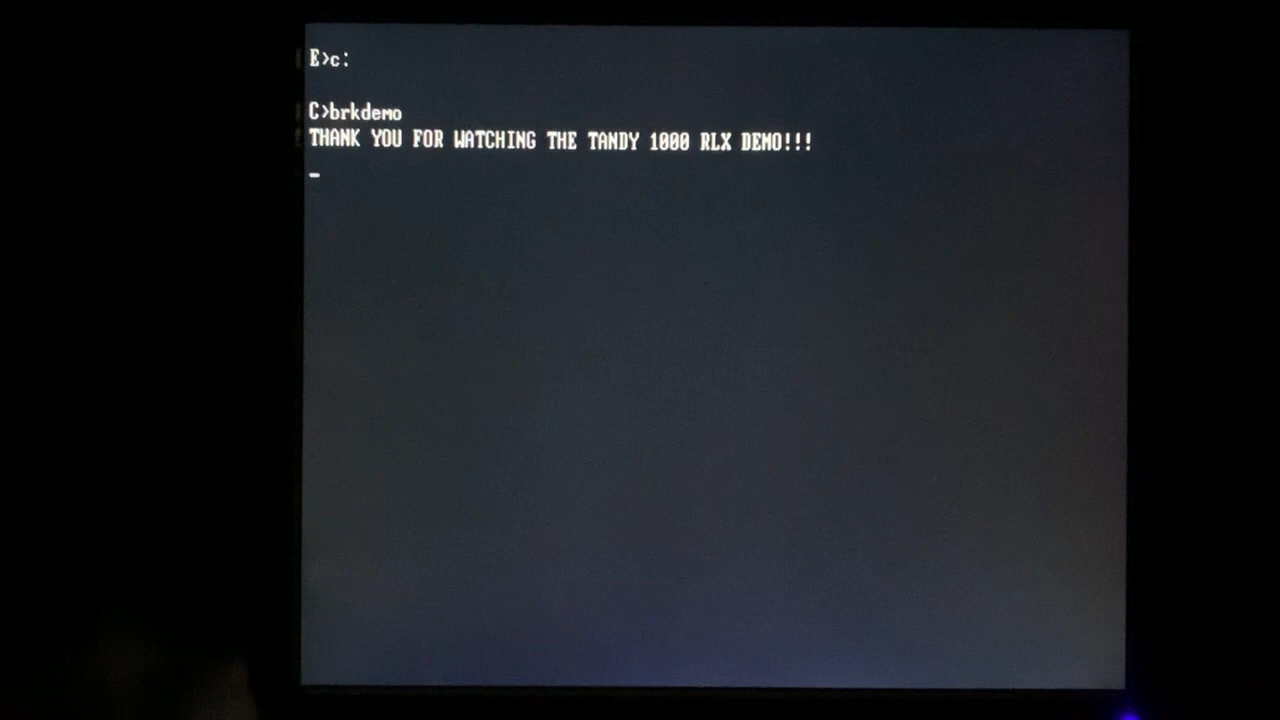 E>c:
C>brkdemo
THANK YOU FOR WATCHING THE TANDY 1000 RLX DEMO!!!
_